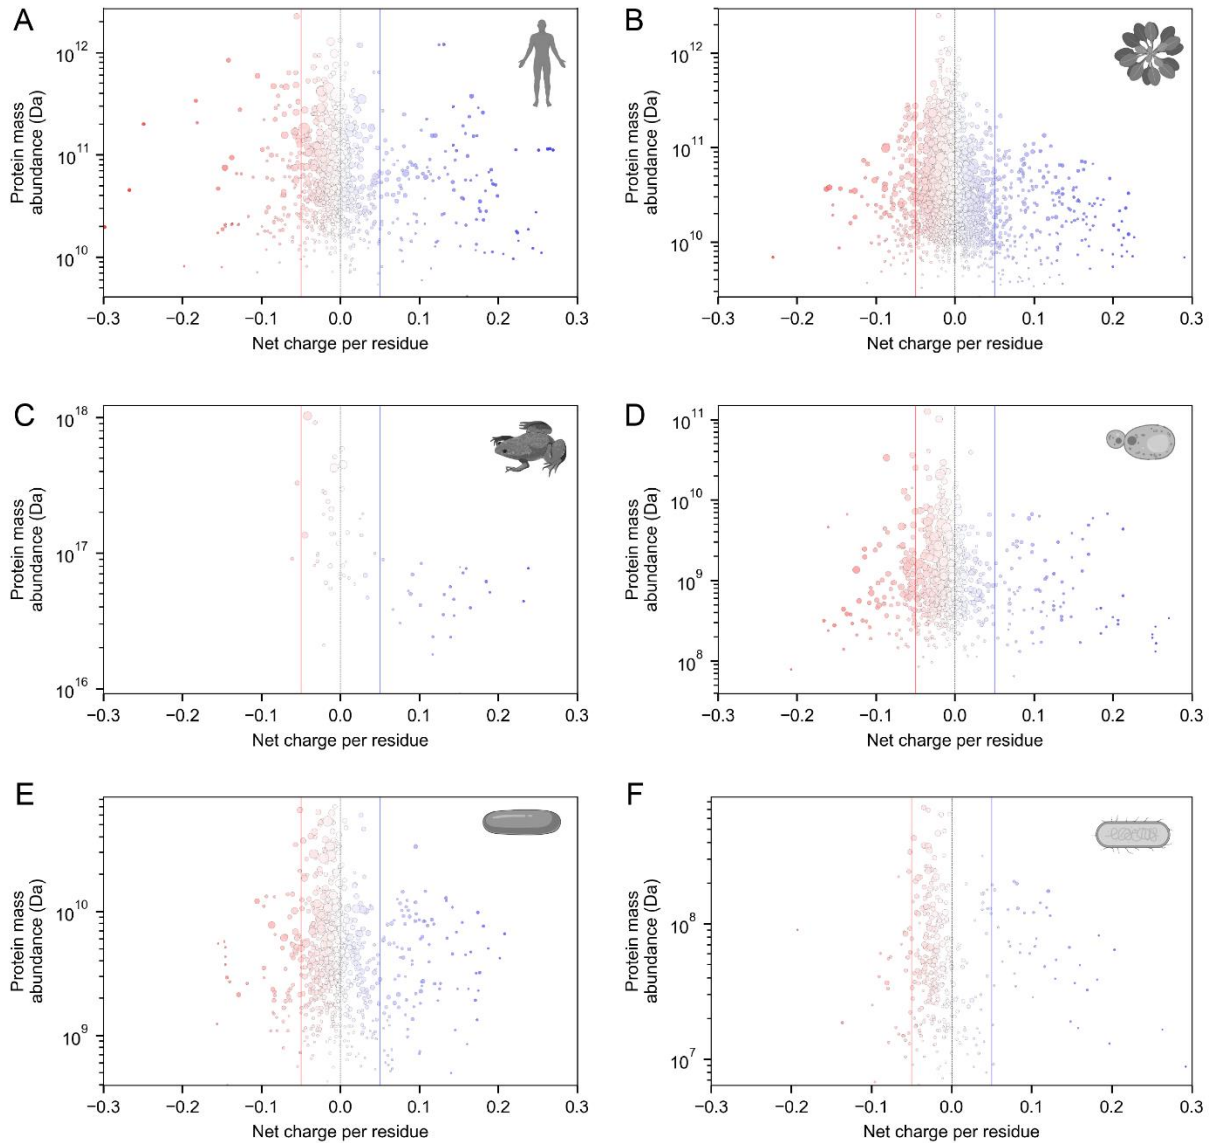 A
10^12
10^11
10^10
Protein mass
abundance (Da)
−0.3 −0.2 −0.1 0.0 0.1 0.2 0.3
Net charge per residue
B
10^12
10^11
10^10
Protein mass
abundance (Da)
−0.3 −0.2 −0.1 0.0 0.1 0.2 0.3
Net charge per residue
C
10^18
10^17
10^16
Protein mass
abundance (Da)
−0.3 −0.2 −0.1 0.0 0.1 0.2 0.3
Net charge per residue
D
10^11
10^10
10^9
10^8
Protein mass
abundance (Da)
−0.3 −0.2 −0.1 0.0 0.1 0.2 0.3
Net charge per residue
E
10^10
10^9
Protein mass
abundance (Da)
−0.3 −0.2 −0.1 0.0 0.1 0.2 0.3
Net charge per residue
F
10^8
10^7
Protein mass
abundance (Da)
−0.3 −0.2 −0.1 0.0 0.1 0.2 0.3
Net charge per residue